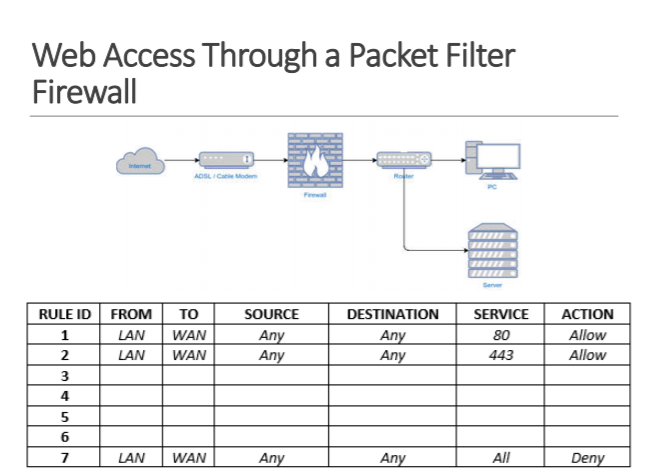 Web Access Through a Packet Filter
Firewall
Internet
ADSL / Cable Modem
Firewall
Router
PC
Server
RULE ID FROM TO SOURCE DESTINATION SERVICE ACTION
1 LAN WAN Any Any 80 Allow
2 LAN WAN Any Any 443 Allow
3
4
5
6
7 LAN WAN Any Any All Deny